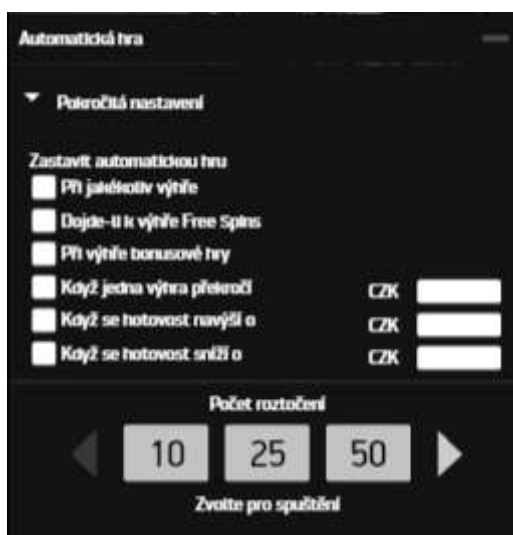 Automatická hra
Pokročilá nastavení
Zastavit automatickou hru
Při jakékoliv výhře
Dojde-li k výhře Free Spins
Při výhře bonusové hry
Když jedna výhra překročí CZK
Když se hotovost navýší o CZK
Když se hotovost sníží o CZK
Počet roztočení
10 25 50
Zvolte pro spuštění